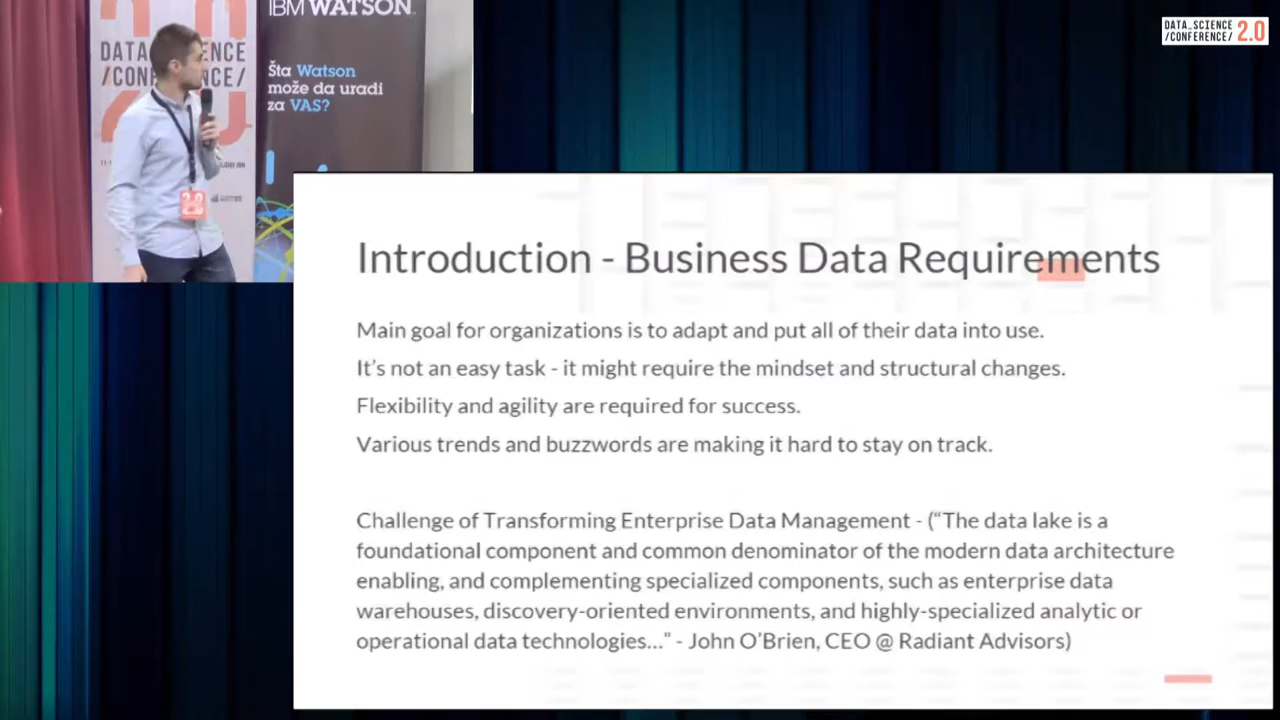 IBM WATSON
DATA_SCIENCE
/CONFERENCE/ 2.0
DATA SCIENCE
/CONFERENCE/
Šta Watson
može da uradi
za VAS?
2.0
Introduction - Business Data Requirements
Main goal for organizations is to adapt and put all of their data into use.
It’s not an easy task - it might require the mindset and structural changes.
Flexibility and agility are required for success.
Various trends and buzzwords are making it hard to stay on track.
Challenge of Transforming Enterprise Data Management - (“The data lake is a
foundational component and common denominator of the modern data architecture
enabling, and complementing specialized components, such as enterprise data
warehouses, discovery-oriented environments, and highly-specialized analytic or
operational data technologies...” - John O’Brien, CEO @ Radiant Advisors)